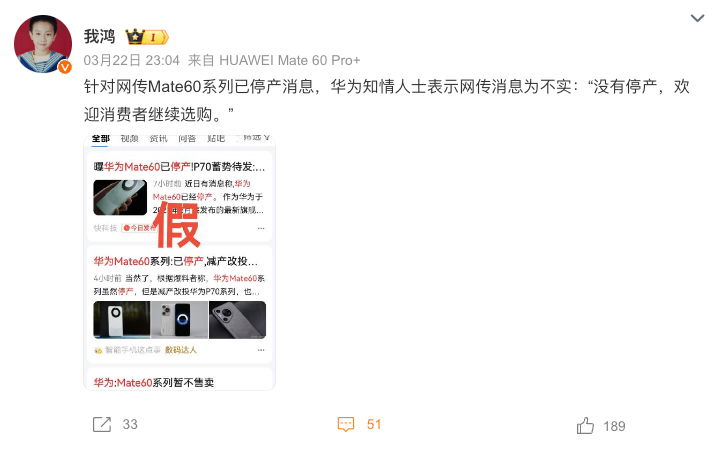 我鸿
03月22日 23:04 来自 HUAWEI Mate 60 Pro+
针对网传Mate60系列已停产消息，华为知情人士表示网传消息为不实：“没有停产，欢
迎消费者继续选购。”
全部 视频 资讯 问答 贴吧
曝华为Mate60已停产!P70蓄势待发:...
7小时前 近日有消息称,华为
Mate60已经停产。作为华为于
发布的最新旗舰...
假
快科技 今日发布
华为Mate60系列:已停产,减产改投...
4小时前 当然了，根据爆料者称，华为Mate60系
列虽然停产，但是减产改投华为P70系列，也...
智能手机这点事 数码达人
华为:Mate60系列暂不售卖
33 51 189